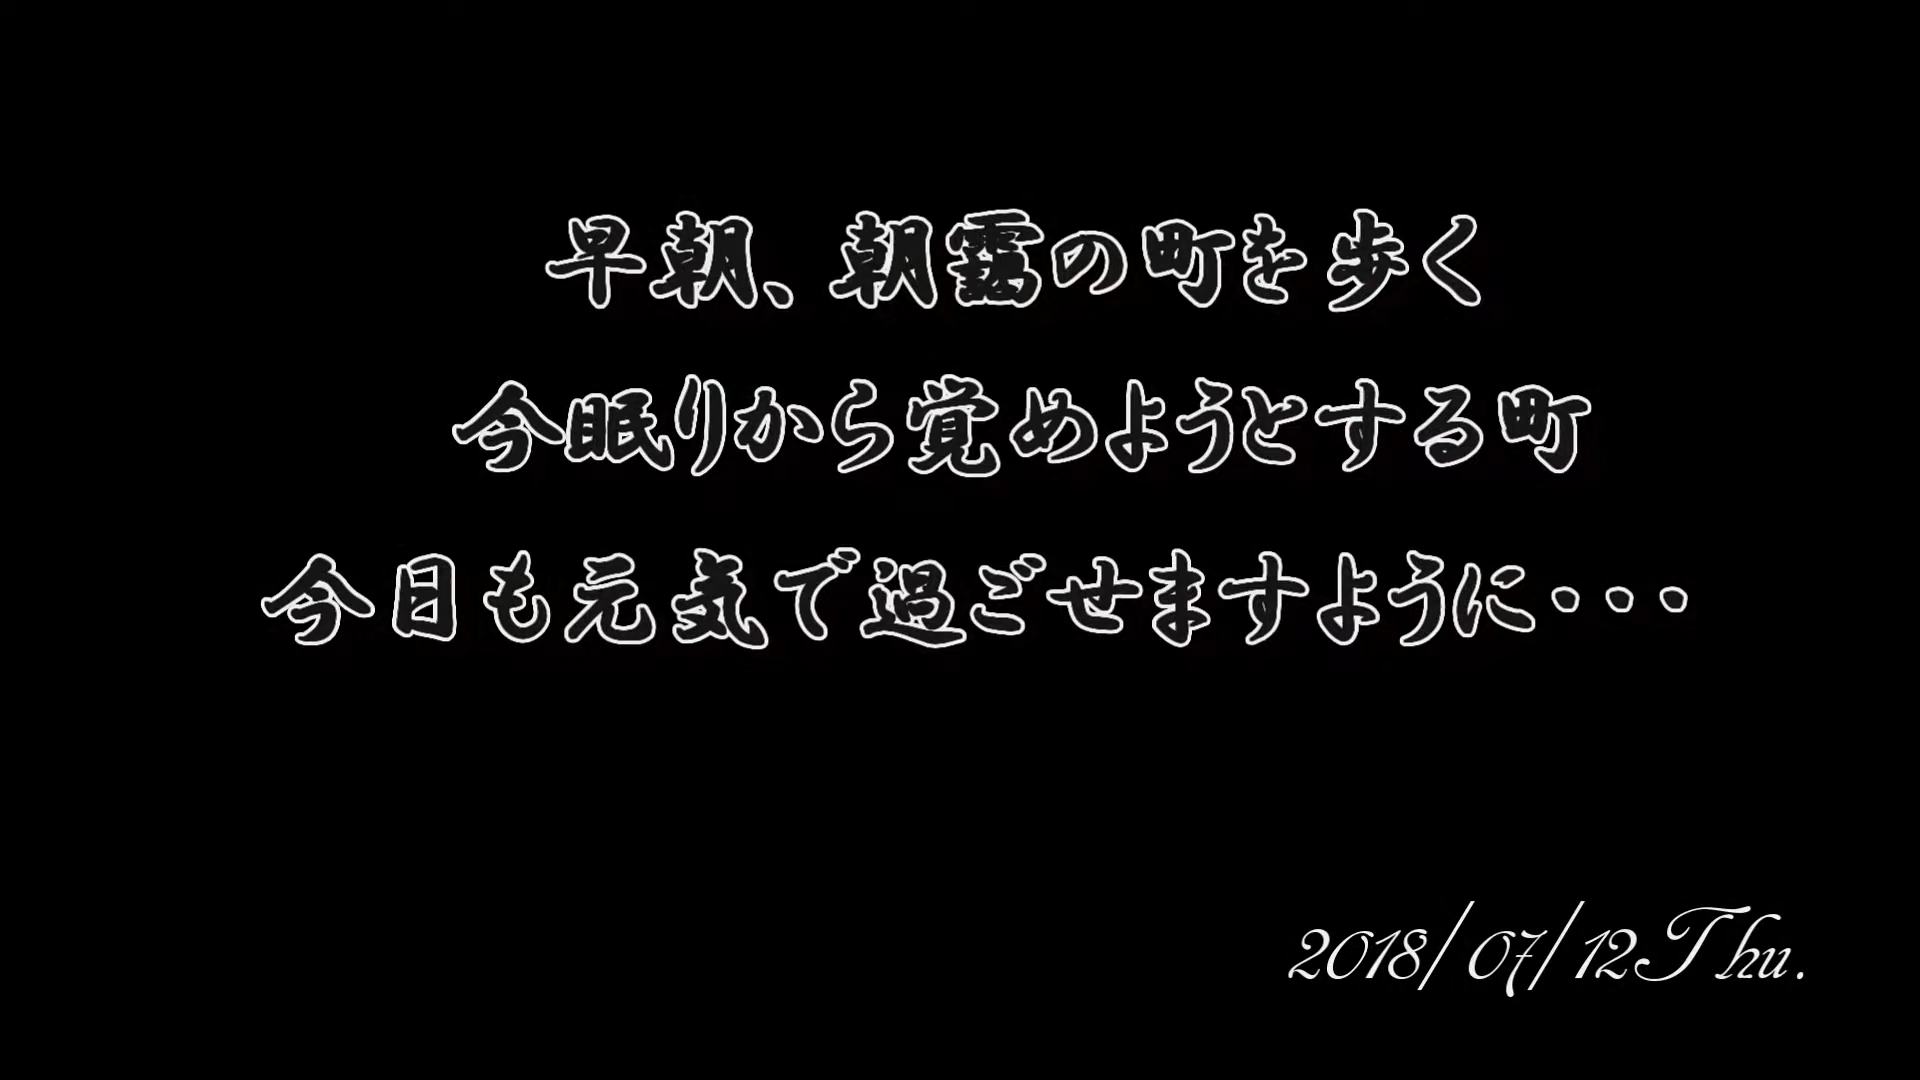 早朝、朝靄の町を歩く
今眠りから覚めようとする町
今日も元気で過ごせますように・・・
2018/07/12Thu.